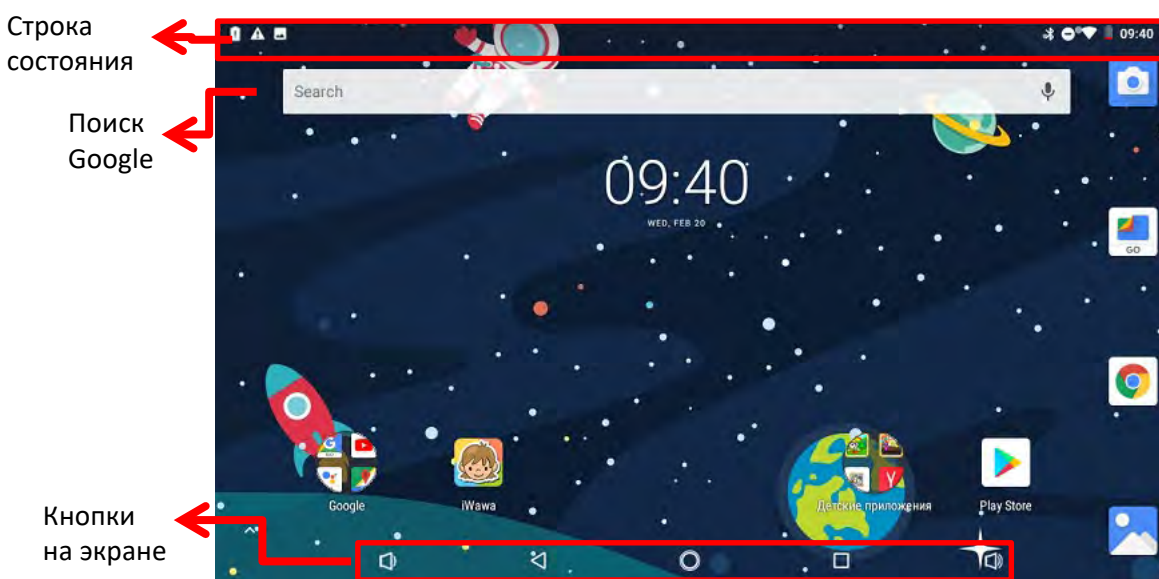 Строка
состояния
09:40
Search
Поиск
Google
09:40
WED, FEB 20
GO
Google
iWawa
Детские приложения
Play Store
Кнопки
на экране